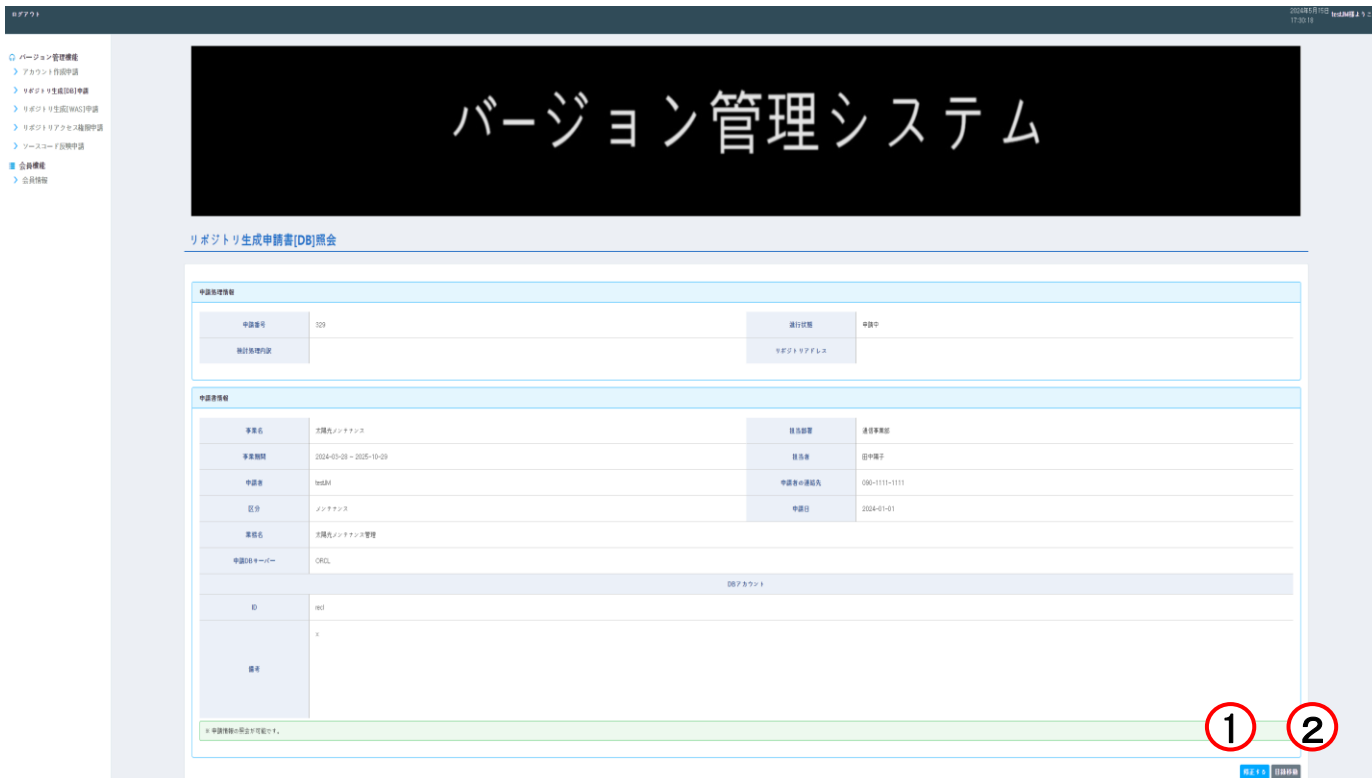 ログアウト
2024年5月15日
17:30:18
testJM様ようこ
バージョン管理機能
アカウント作成申請
リポジトリ生成[DB]申請
リポジトリ生成[WAS]申請
リポジトリアクセス権限申請
ソースコード反映申請
会員機能
会員情報
バージョン管理システム
リポジトリ生成申請書[DB]照会
申請処理情報
申請番号 329 進行状態 申請中
検討処理内訳 リポジトリアドレス
申請者情報
事業名 太陽光メンテナンス 担当部署 通信事業部
事業期間 2024-03-28 ~ 2025-10-29 担当者 田中陽子
申請者 testJM 申請者の連絡先 090-1111-1111
区分 メンテナンス 申請日 2024-01-01
業務名 太陽光メンテナンス管理
申請DBサーバー ORCL
DBアカウント
ID
備考 x
※ 申請情報の照会が可能です。
① ②
修正する 目録移動